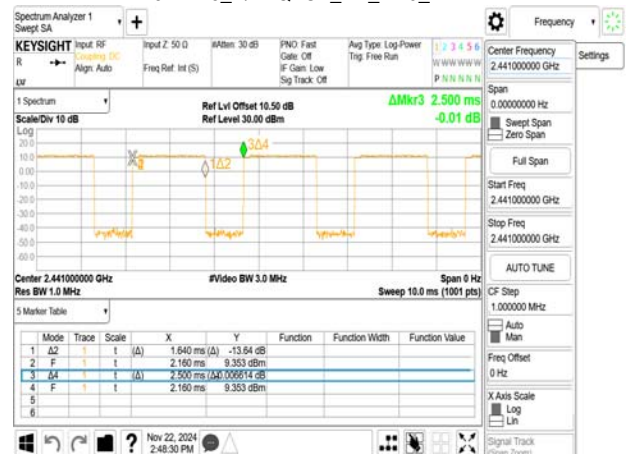 Spectrum Analyzer 1
Swept SA
Frequency
KEYSIGHT
R
Input: RF
Coupling: DC
Align: Auto
Input Z: 50 Ω
Freq Ref: Int (S)
#Atten: 30 dB
PNO: Fast
Gate: Off
IF Gain: Low
Sig Track: Off
Avg Type: Log-Power
Trig: Free Run
1 2 3 4 5 6
W W W W W W
P N N N N N
Center Frequency
2.441000000 GHz
Settings
1 Spectrum
Scale/Div 10 dB
Ref Lvl Offset 10.50 dB
Ref Level 30.00 dBm
ΔMkr3 2.500 ms
-0.01 dB
Span
0.00000000 Hz
Swept Span
Zero Span
Full Span
Log
20.0
10.0
0.00
-10.0
-20.0
-30.0
-40.0
-50.0
-60.0
1Δ2
3Δ4
Start Freq
2.441000000 GHz
Stop Freq
2.441000000 GHz
AUTO TUNE
Center 2.441000000 GHz
#Video BW 3.0 MHz
Span 0 Hz
Res BW 1.0 MHz
Sweep 10.0 ms (1001 pts)
CF Step
1.000000 MHz
Auto
Man
5 Marker Table
Mode Trace Scale X Y Function Function Width Function Value
1 Δ2 1 t (Δ) 1.640 ms (Δ) -13.64 dB
2 F 1 t 2.160 ms 9.353 dBm
3 Δ4 1 t (Δ) 2.500 ms (Δ) -0.006614 dB
4 F 1 t 2.160 ms 9.353 dBm
5
6
Freq Offset
0 Hz
X Axis Scale
Log
Lin
Signal Track
(Span Zoom)
?
Nov 22, 2024
2:48:30 PM